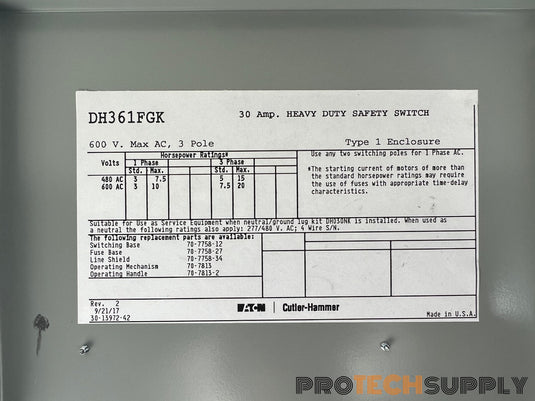 DH361FGK 30 Amp. HEAVY DUTY SAFETY SWITCH
600 V. Max AC, 3 Pole Type 1 Enclosure
Horsepower Ratings*
Volts 1 Phase 3 Phase
Std. Max. Std. Max.
480 AC 3 7.5 5 15
600 AC 3 10 7.5 20
Use any two switching poles for 1 Phase AC.
*The starting current of motors of more than
the standard horsepower ratings may require
the use of fuses with appropriate time-delay
characteristics.
Suitable for Use as Service Equipment when neutral/ground lug kit DH030NK is installed. When used as
a neutral the following ratings also apply: 277/480 V. AC; 4 Wire S/N.
The following replacement parts are available:
Switching Base 70-7758-12
Fuse Base 70-7758-27
Line Shield 70-7758-34
Operating Mechanism 70-7813
Operating Handle 70-7813-2
Rev. 2
9/21/17
30-13972-42
EATON Cutler-Hammer
Made in U.S.A.
PROTECHSUPPLY